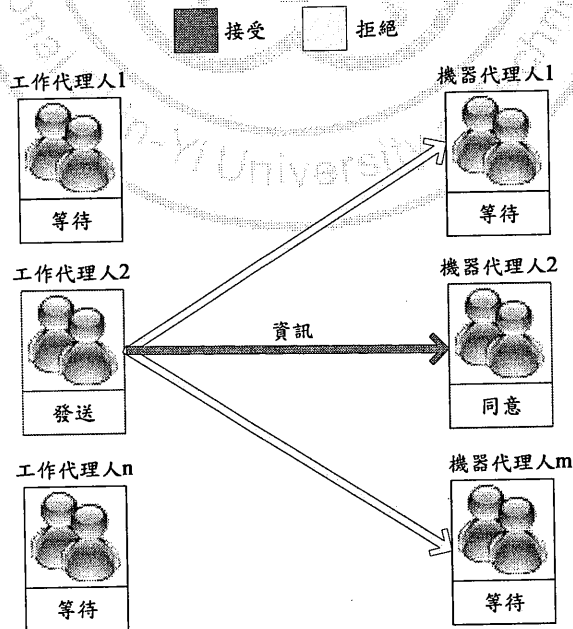 接受 拒絕
工作代理人1 機器代理人1
等待 等待
工作代理人2 機器代理人2
資訊
發送 同意
工作代理人n 機器代理人m
等待 等待